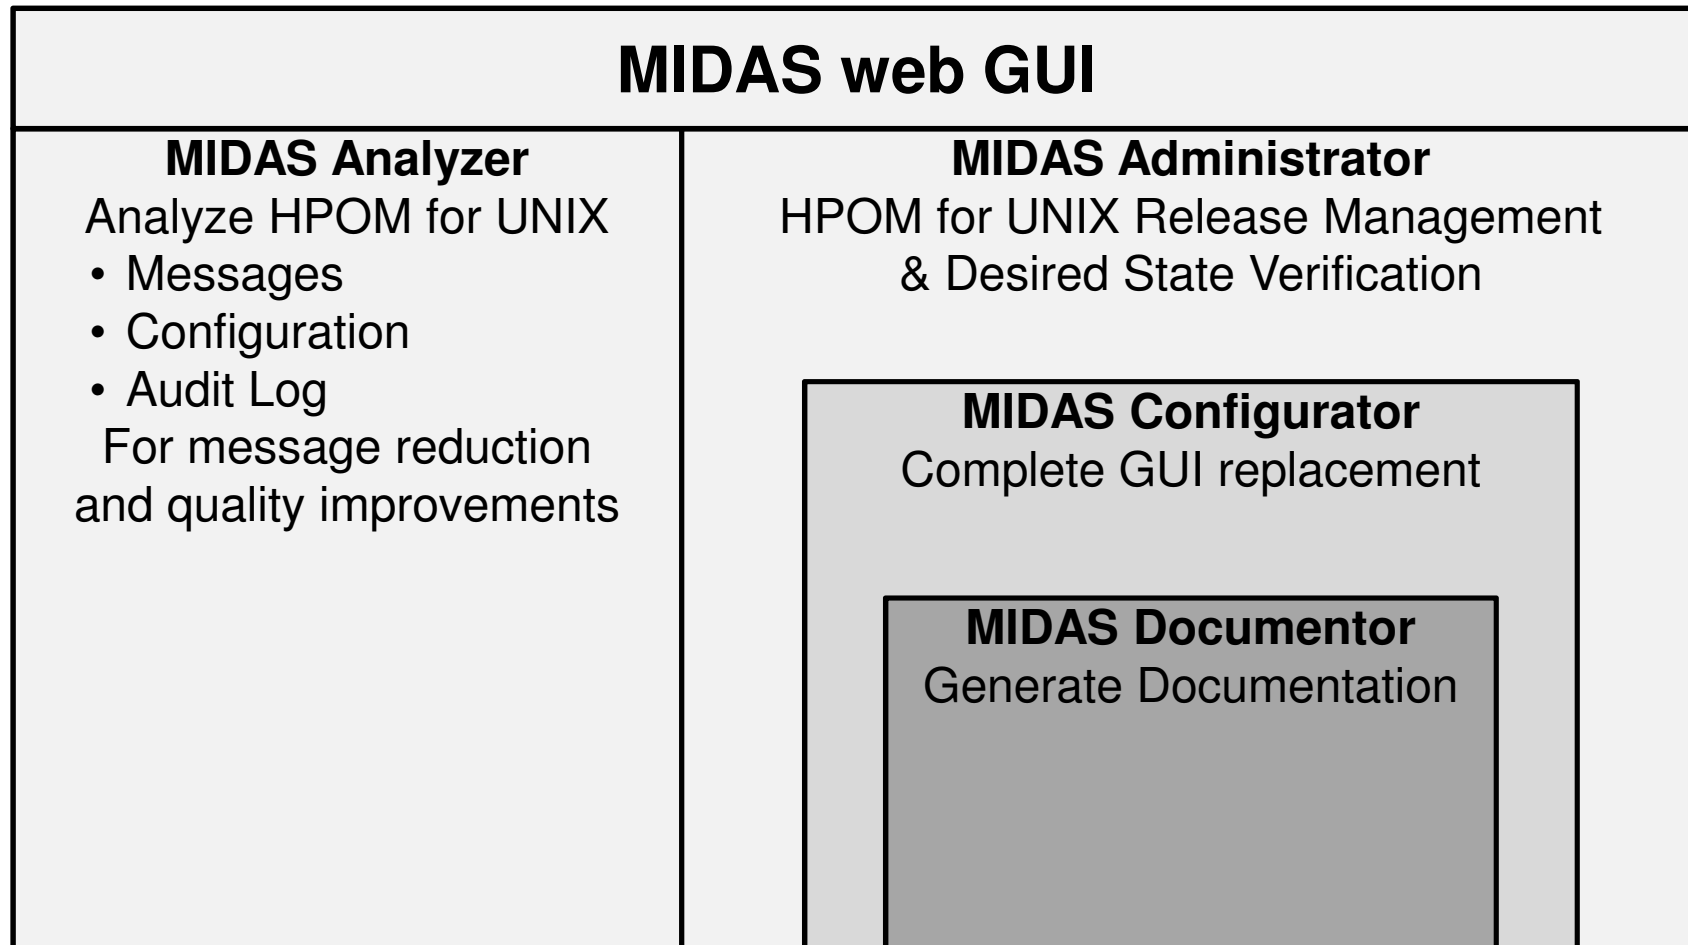 MIDAS web GUI
MIDAS Analyzer
Analyze HPOM for UNIX
• Messages
• Configuration
• Audit Log
For message reduction
and quality improvements
MIDAS Administrator
HPOM for UNIX Release Management
& Desired State Verification
MIDAS Configurator
Complete GUI replacement
MIDAS Documentor
Generate Documentation